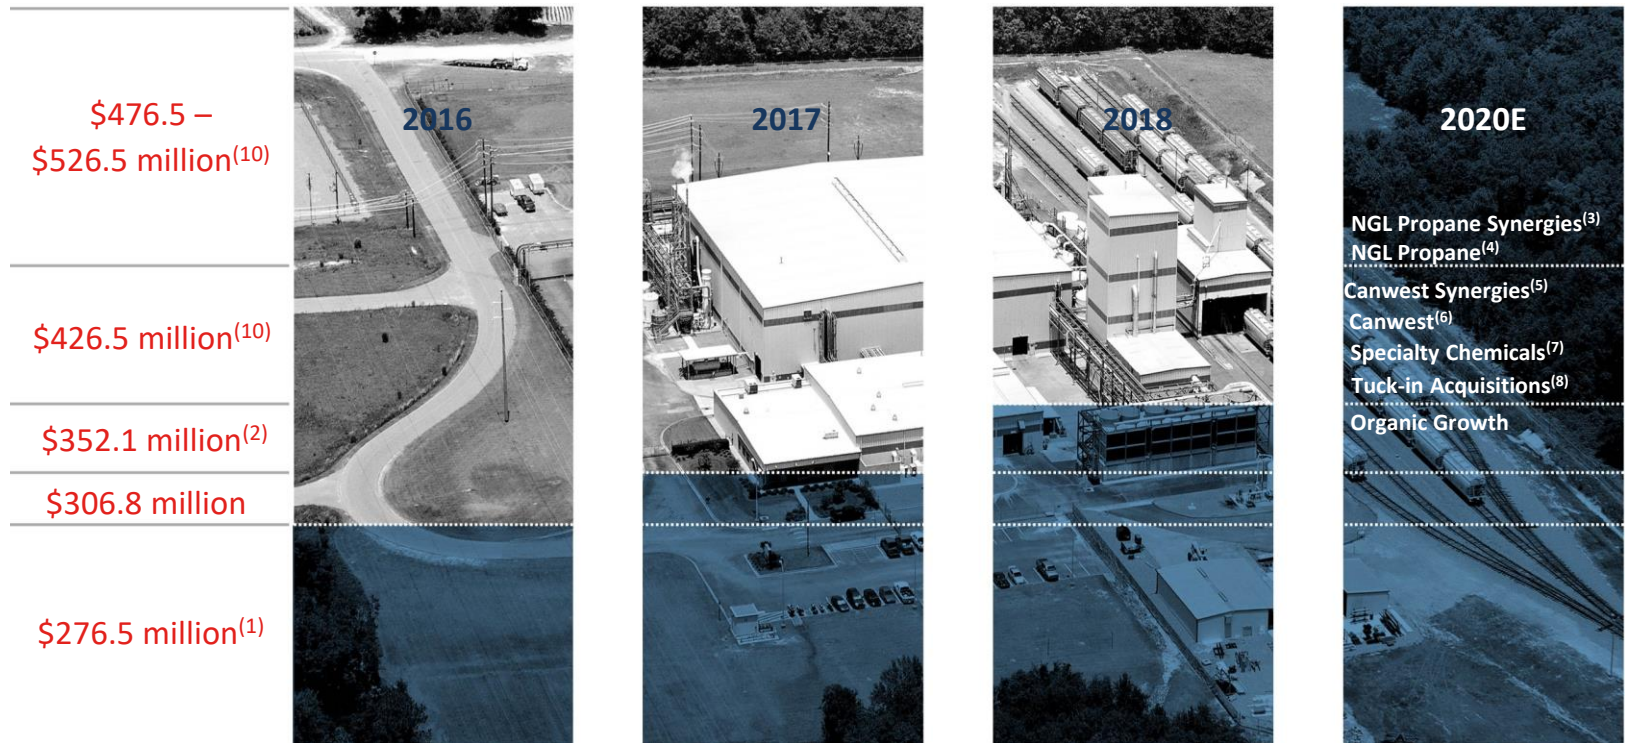 $476.5 –
$526.5 million(10)
$426.5 million(10)
$352.1 million(2)
$306.8 million
$276.5 million(1)
2016
2017
2018
2020E
NGL Propane Synergies(3)
NGL Propane(4)
Canwest Synergies(5)
Canwest(6)
Specialty Chemicals(7)
Tuck-in Acquisitions(8)
Organic Growth